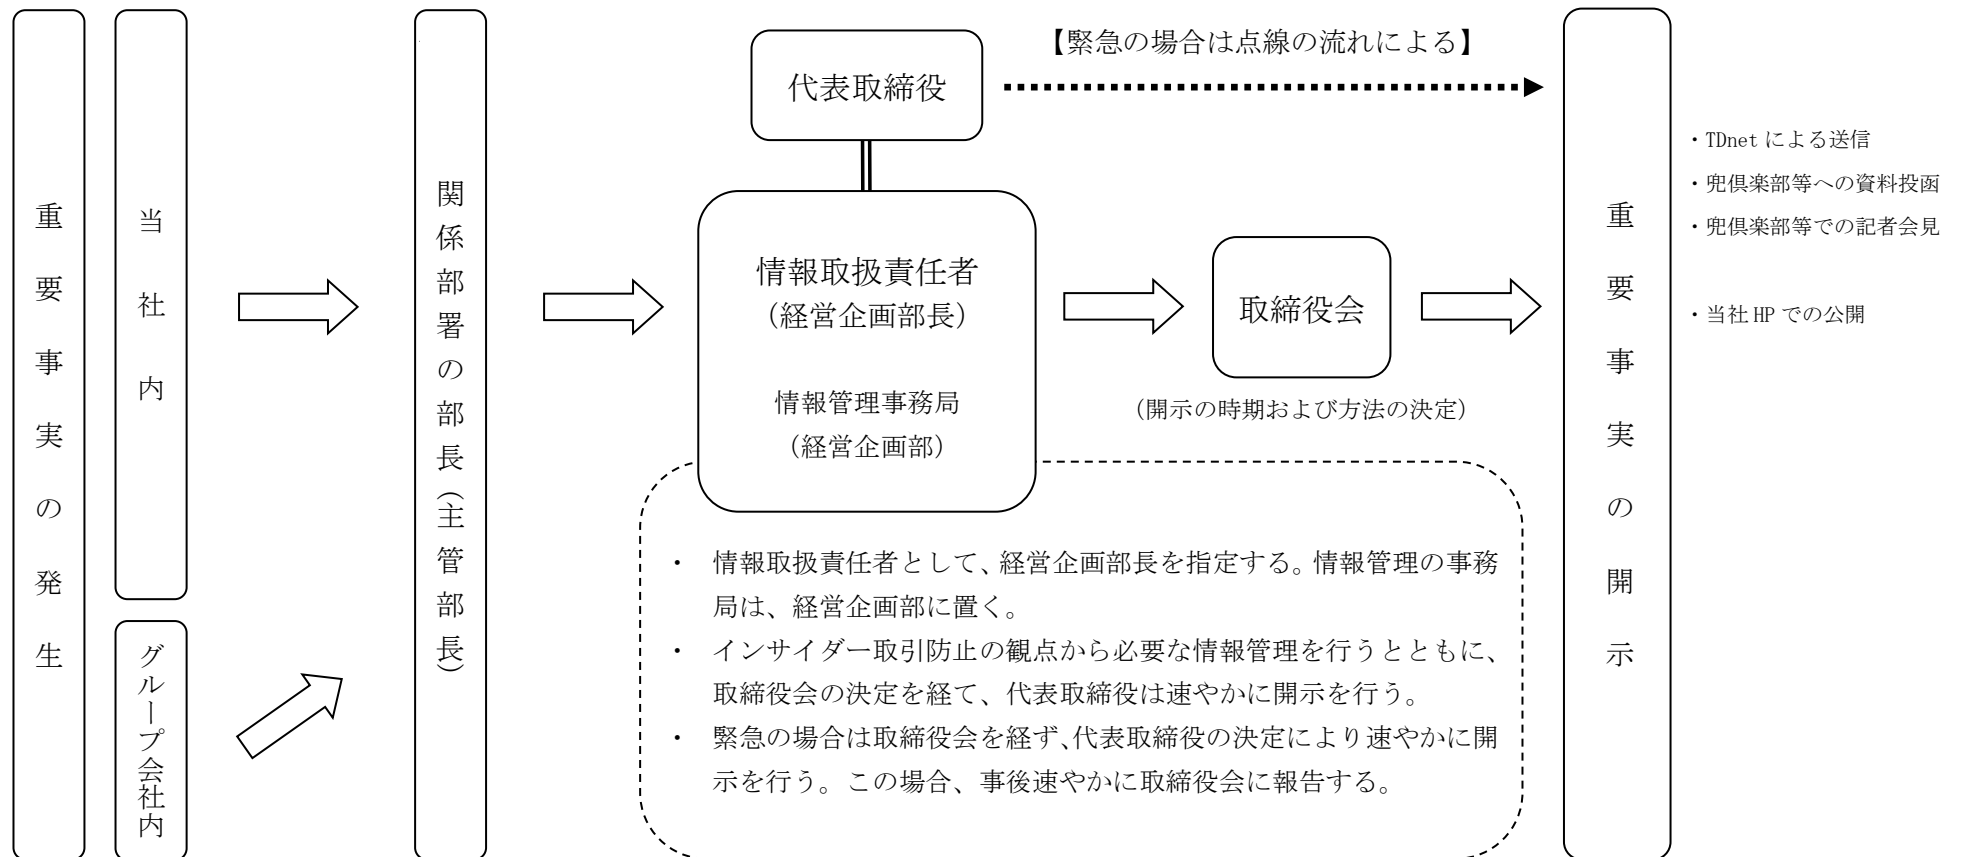 重要事実の発生
当社内
グループ会社内
関係部署の部長(主管部長)
代表取締役
【緊急の場合は点線の流れによる】
情報取扱責任者
(経営企画部長)
情報管理事務局
(経営企画部)
取締役会
(開示の時期および方法の決定)
・ 情報取扱責任者として、経営企画部長を指定する。情報管理の事務
局は、経営企画部に置く。
・ インサイダー取引防止の観点から必要な情報管理を行うとともに、
取締役会の決定を経て、代表取締役は速やかに開示を行う。
・ 緊急の場合は取締役会を経ず、代表取締役の決定により速やかに開
示を行う。この場合、事後速やかに取締役会に報告する。
重要事実の開示
・TDnet による送信
・兜倶楽部等への資料投函
・兜倶楽部等での記者会見
・当社 HP での公開